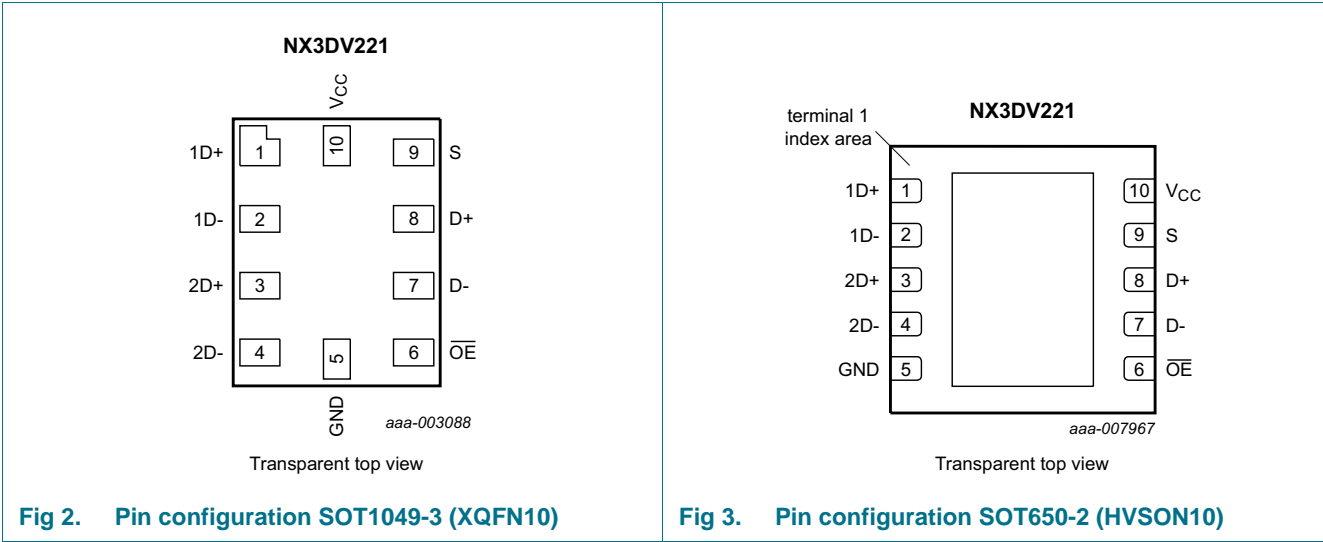 NX3DV221
VCC
1D+ 1 10 9 S
1D- 2 8 D+
2D+ 3 7 D-
2D- 4 5 6 OE
GND
aaa-003088
Transparent top view
Fig 2. Pin configuration SOT1049-3 (XQFN10)
NX3DV221
terminal 1
index area
1D+ 1 10 VCC
1D- 2 9 S
2D+ 3 8 D+
2D- 4 7 D-
GND 5 6 OE
aaa-007967
Transparent top view
Fig 3. Pin configuration SOT650-2 (HVSON10)